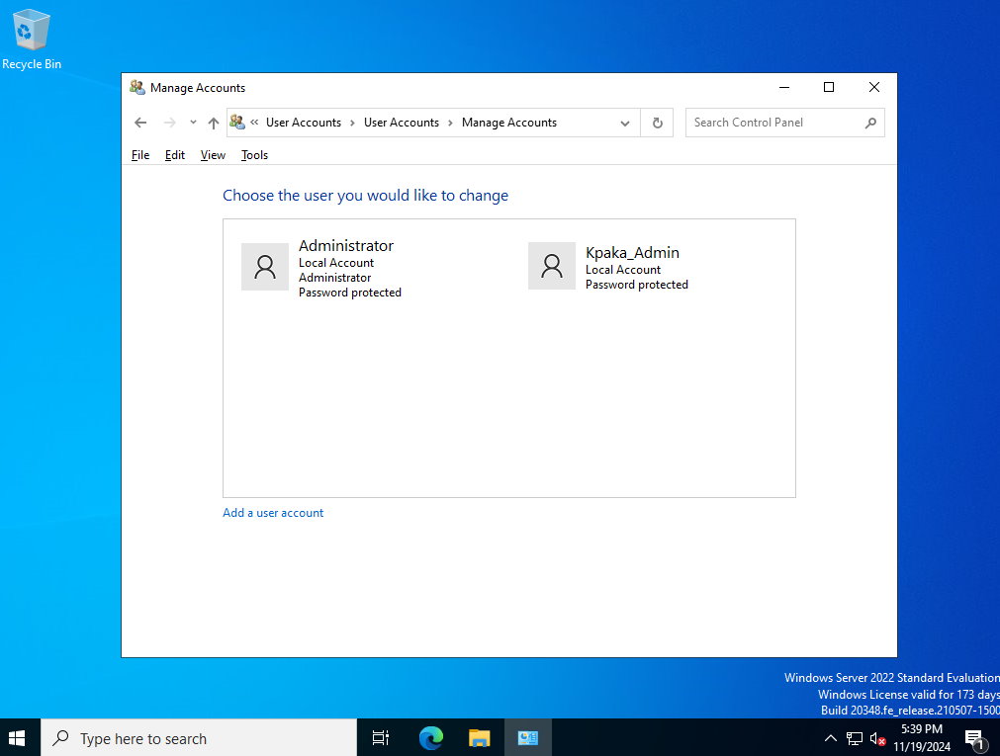 Recycle Bin
Manage Accounts
« User Accounts › User Accounts › Manage Accounts
Search Control Panel
File Edit View Tools
Choose the user you would like to change
Administrator
Local Account
Administrator
Password protected
Kpaka_Admin
Local Account
Password protected
Add a user account
Windows Server 2022 Standard Evaluation
Windows License valid for 173 days
Build 20348.fe_release.210507-1500
Type here to search
5:39 PM
11/19/2024
1